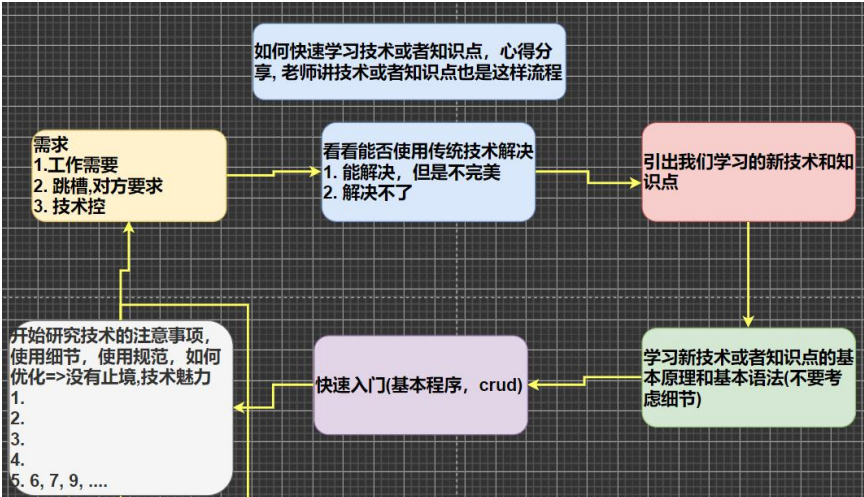 如何快速学习技术或者知识点，心得分
享, 老师讲技术或者知识点也是这样流程
需求
1.工作需要
2. 跳槽,对方要求
3. 技术控
看看能否使用传统技术解决
1. 能解决，但是不完美
2. 解决不了
引出我们学习的新技术和知
识点
学习新技术或者知识点的基
本原理和基本语法(不要考
虑细节)
快速入门(基本程序，crud)
开始研究技术的注意事项，
使用细节，使用规范，如何
优化=>没有止境,技术魅力
1.
2.
3.
4.
5. 6, 7, 9, ....